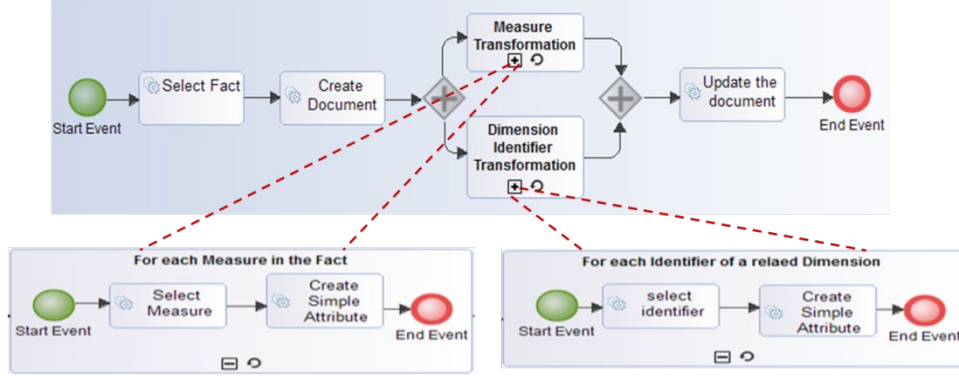 Measure
Transformation
Select Fact
Create
Document
Update the
document
Start Event
End Event
Dimension
Identifier
Transformation
For each Measure in the Fact
Select
Measure
Create
Simple
Attribute
Start Event
End Event
For each Identifier of a relaed Dimension
select
identifier
Create
Simple
Attribute
Start Event
End Event